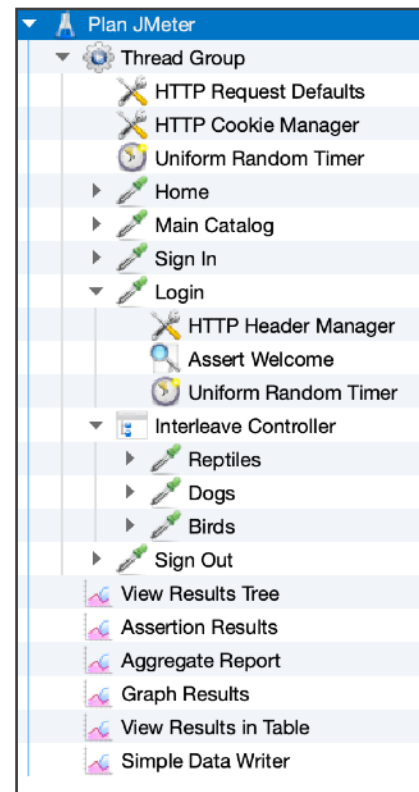 Plan JMeter
Thread Group
HTTP Request Defaults
HTTP Cookie Manager
Uniform Random Timer
Home
Main Catalog
Sign In
Login
HTTP Header Manager
Assert Welcome
Uniform Random Timer
Interleave Controller
Reptiles
Dogs
Birds
Sign Out
View Results Tree
Assertion Results
Aggregate Report
Graph Results
View Results in Table
Simple Data Writer